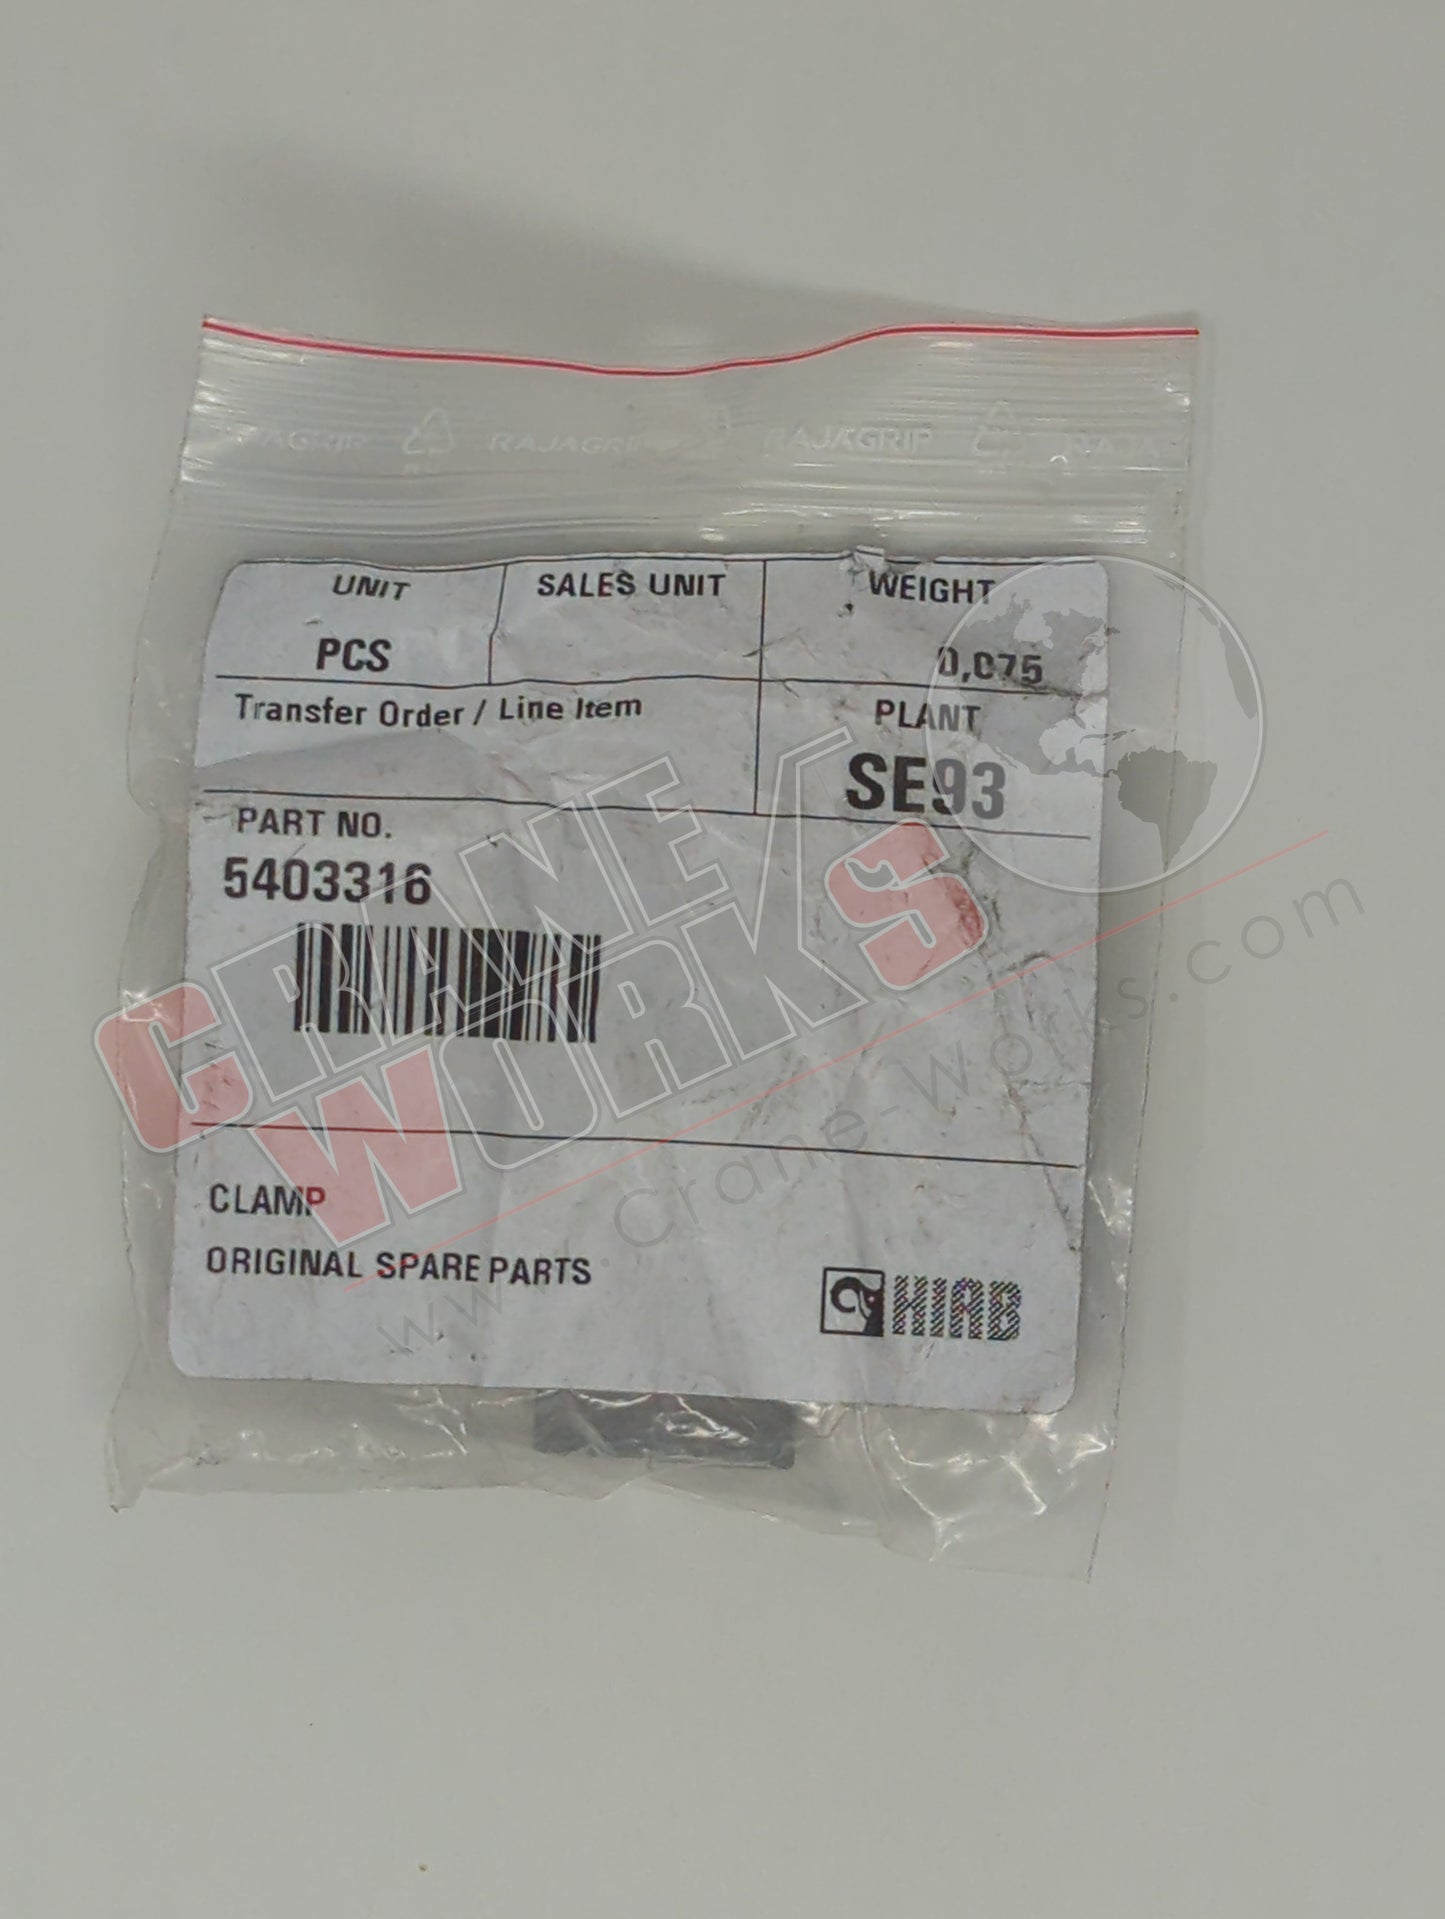 RAJAGRIP RAJAGRIP RAJA
UNIT SALES UNIT WEIGHT
PCS 0,075
Transfer Order / Line Item PLANT
SE93
PART NO.
5403316
CRANE WORKS
www.crane-works.com
CLAMP
ORIGINAL SPARE PARTS
HIAB